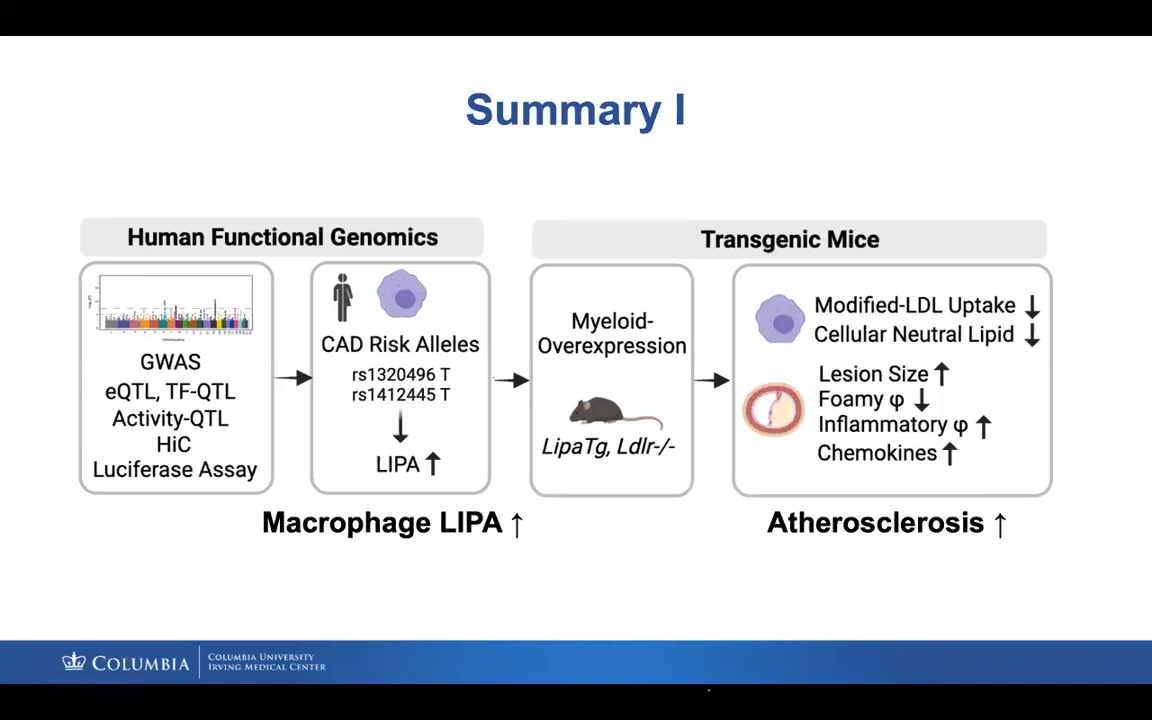 Summary I
Human Functional Genomics
GWAS
eQTL, TF-QTL
Activity-QTL
HiC
Luciferase Assay
CAD Risk Alleles
rs1320496 T
rs1412445 T
LIPA ↑
Macrophage LIPA ↑
Transgenic Mice
Myeloid-
Overexpression
LipaTg, Ldlr-/-
Modified-LDL Uptake ↓
Cellular Neutral Lipid ↓
Lesion Size ↑
Foamy φ ↓
Inflammatory φ ↑
Chemokines ↑
Atherosclerosis ↑
COLUMBIA
COLUMBIA UNIVERSITY
IRVING MEDICAL CENTER